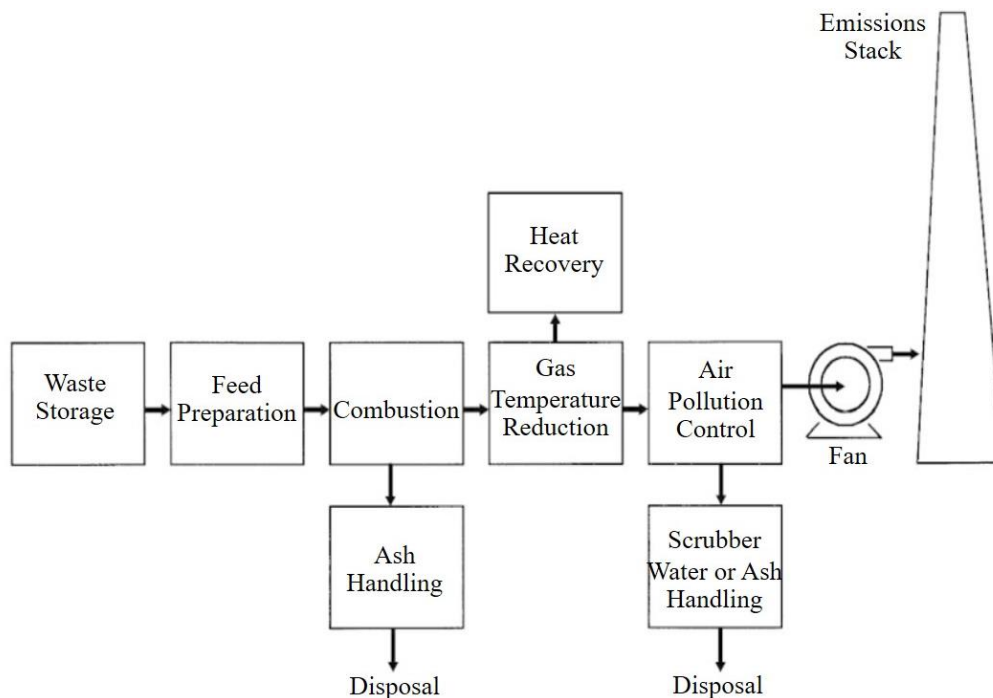 Emissions
Stack
Heat
Recovery
Waste
Storage
Feed
Preparation
Combustion
Gas
Temperature
Reduction
Air
Pollution
Control
Fan
Ash
Handling
Scrubber
Water or Ash
Handling
Disposal
Disposal